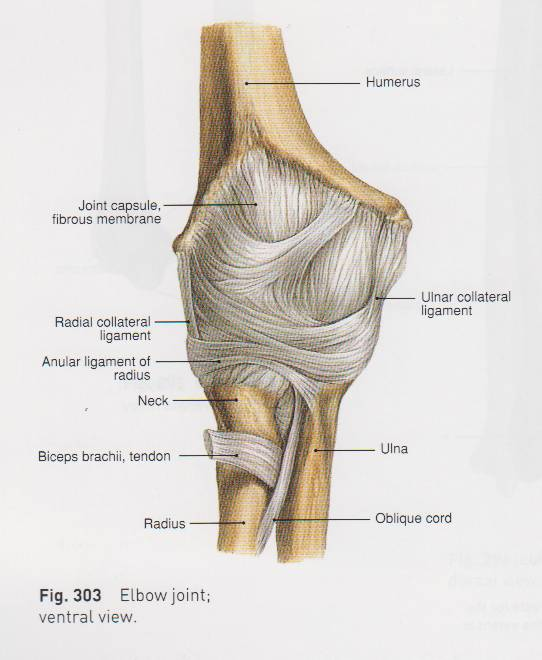 Humerus
Joint capsule,
fibrous membrane
Ulnar collateral
ligament
Radial collateral
ligament
Anular ligament of
radius
Neck
Biceps brachii, tendon
Ulna
Radius
Oblique cord
Fig. 303 Elbow joint;
ventral view.